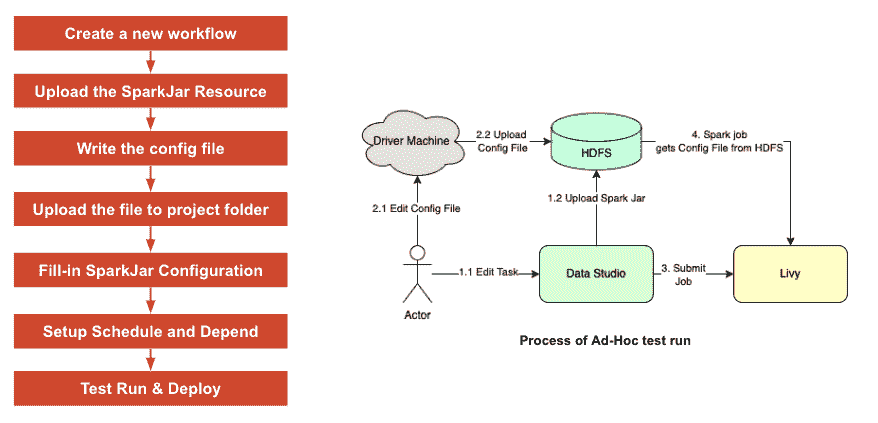 Create a new workflow
Upload the SparkJar Resource
Write the config file
Upload the file to project folder
Fill-in SparkJar Configuration
Setup Schedule and Depend
Test Run & Deploy
Driver Machine
2.2 Upload
Config File
HDFS
4. Spark job
gets Config File from HDFS
2.1 Edit Config File
1.2 Upload Spark Jar
Actor
1.1 Edit Task
Data Studio
3. Submit
Job
Livy
Process of Ad-Hoc test run